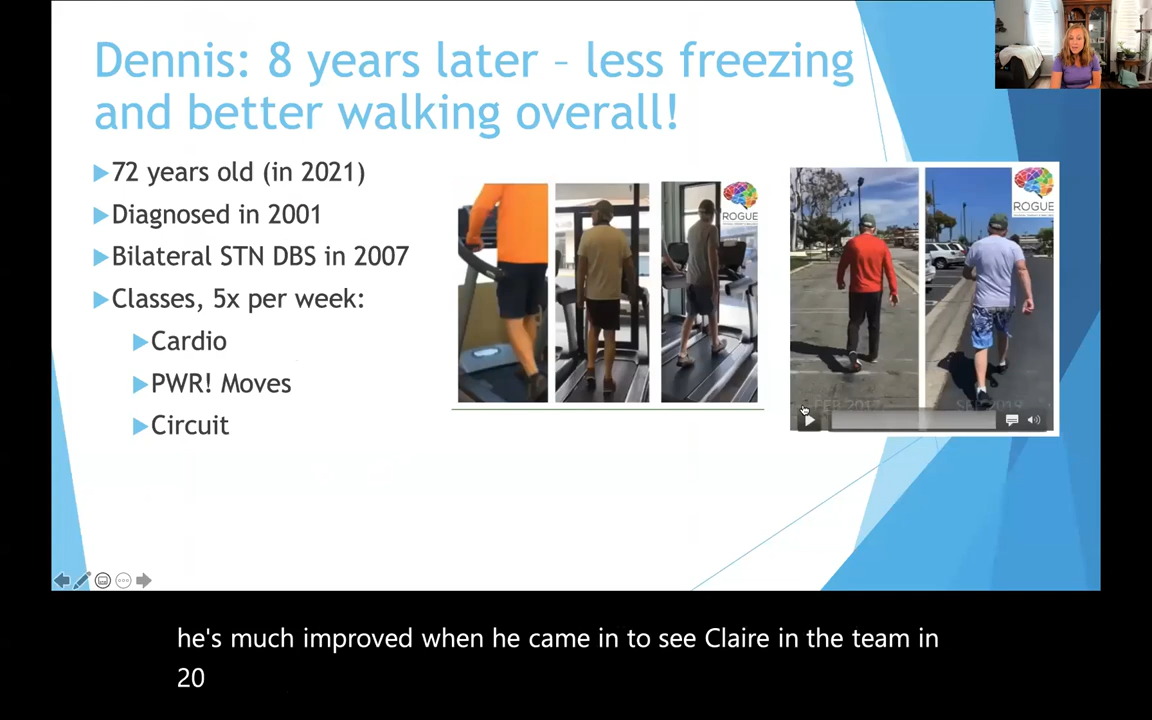 Dennis: 8 years later – less freezing
and better walking overall!
72 years old (in 2021)
Diagnosed in 2001
Bilateral STN DBS in 2007
Classes, 5x per week:
Cardio
PWR! Moves
Circuit
ROGUE
ROGUE
he's much improved when he came in to see Claire in the team in
20